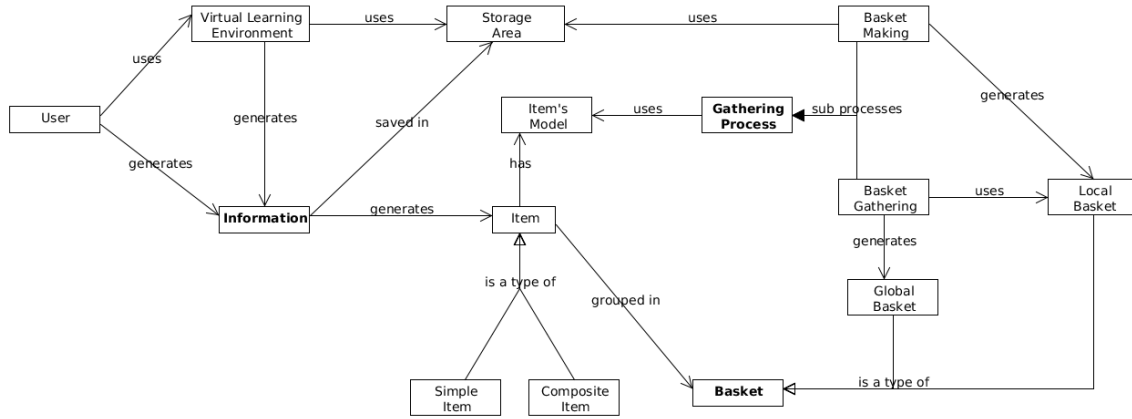 Virtual Learning
Environment
uses
Storage
Area
uses
Basket
Making
uses
User
generates
saved in
Item's
Model
uses
Gathering
Process
sub processes
generates
generates
has
Information
generates
Item
Basket
Gathering
uses
Local
Basket
generates
is a type of
grouped in
Global
Basket
Simple
Item
Composite
Item
Basket
is a type of